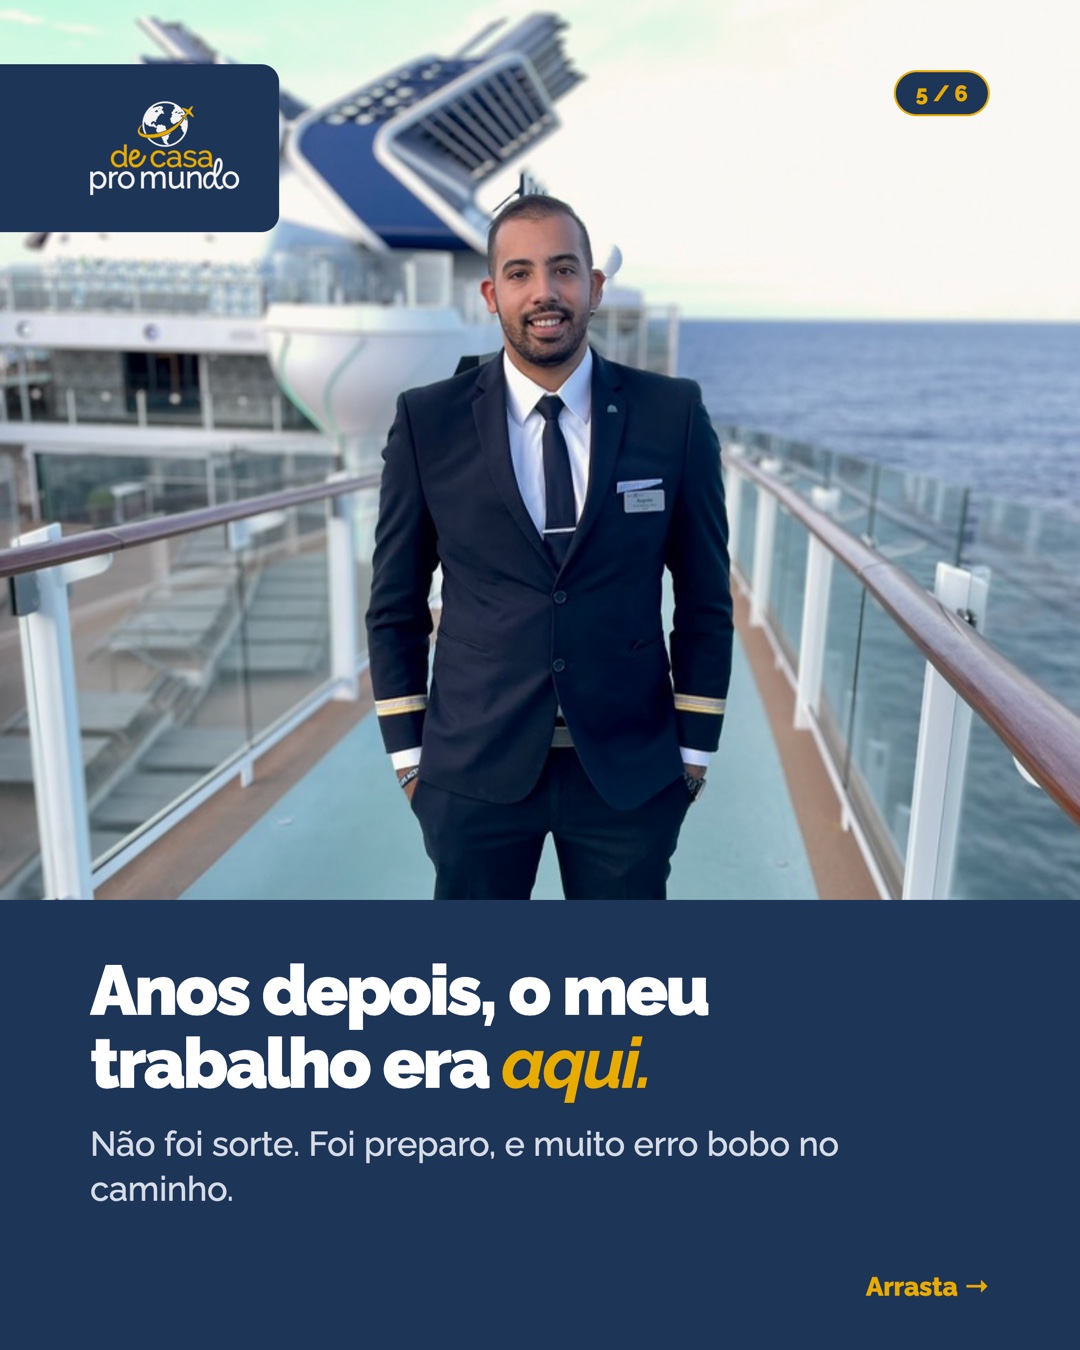 de casa
pro mundo
5 / 6
Anos depois, o meu
trabalho era aqui.
Não foi sorte. Foi preparo, e muito erro bobo no
caminho.
Arrasta →